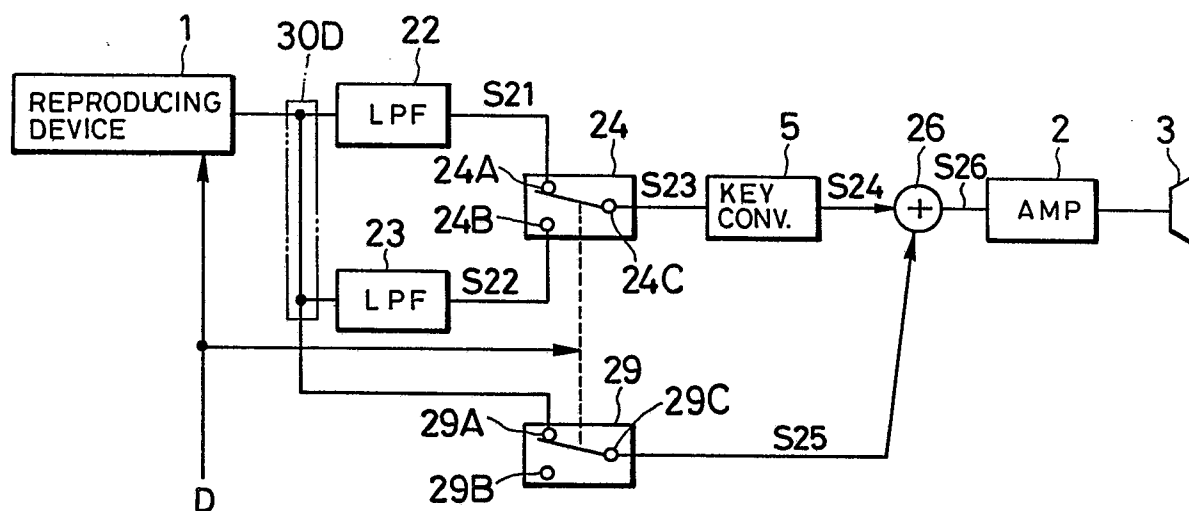 1
30D
22
REPRODUCING
DEVICE
LPF
S21
24
5
26
2
3
24A
S23
KEY
CONV.
S24
S26
AMP
24B
23
24C
LPF
S22
29
29A
29C
S25
29B
D